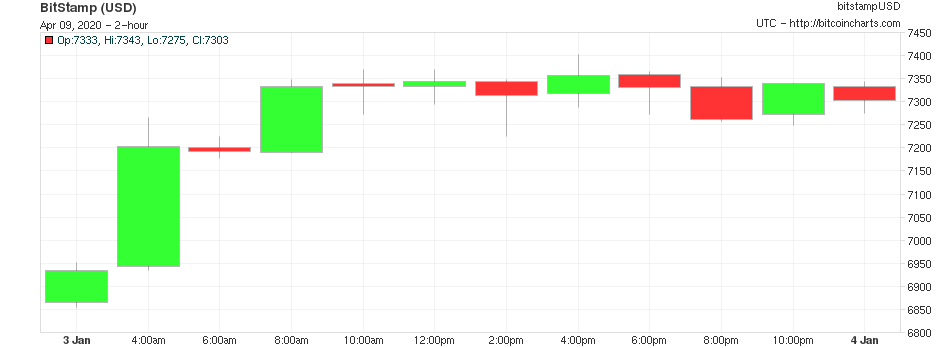 BitStamp (USD)
bitstampUSD
Apr 09, 2020 - 2-hour
UTC - http://bitcoincharts.com
Op:7333, Hi:7343, Lo:7275, Cl:7303
7450
7400
7350
7300
7250
7200
7150
7100
7050
7000
6950
6900
6850
6800
3 Jan 4:00am 6:00am 8:00am 10:00am 12:00pm 2:00pm 4:00pm 6:00pm 8:00pm 10:00pm 4 Jan